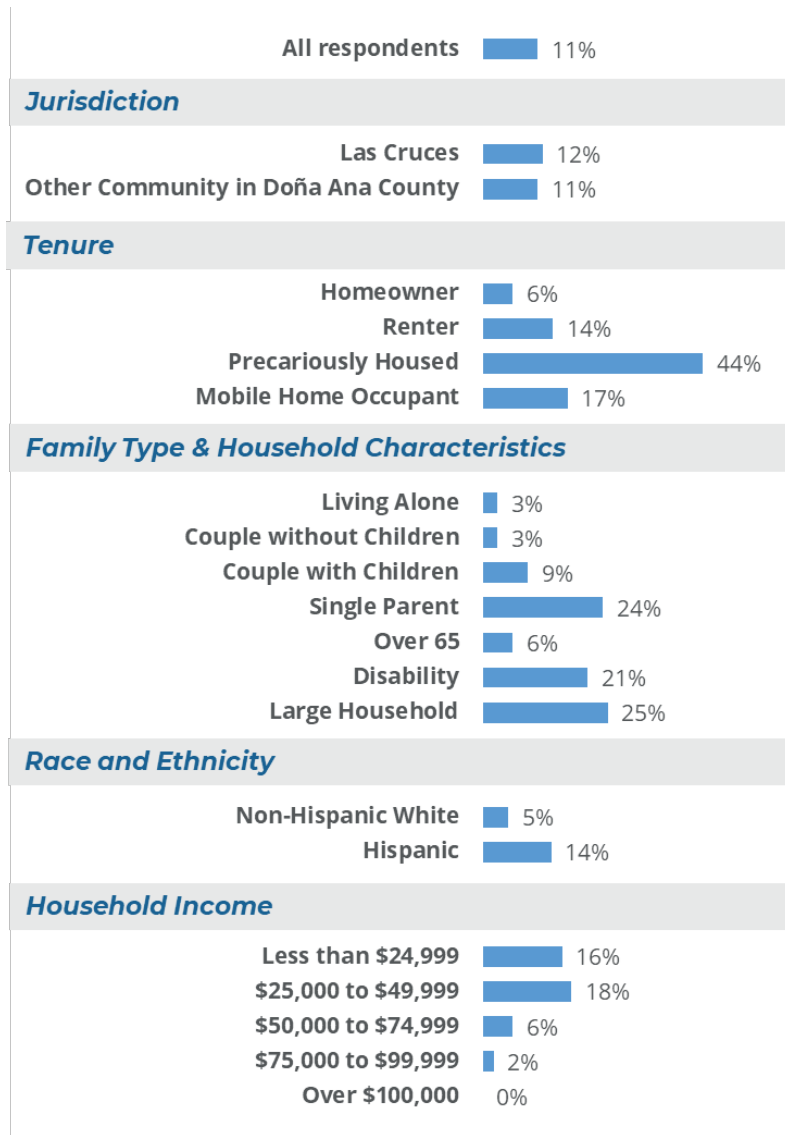 All respondents 11%
Jurisdiction
Las Cruces 12%
Other Community in Doña Ana County 11%
Tenure
Homeowner 6%
Renter 14%
Precariously Housed 44%
Mobile Home Occupant 17%
Family Type & Household Characteristics
Living Alone 3%
Couple without Children 3%
Couple with Children 9%
Single Parent 24%
Over 65 6%
Disability 21%
Large Household 25%
Race and Ethnicity
Non-Hispanic White 5%
Hispanic 14%
Household Income
Less than $24,999 16%
$25,000 to $49,999 18%
$50,000 to $74,999 6%
$75,000 to $99,999 2%
Over $100,000 0%